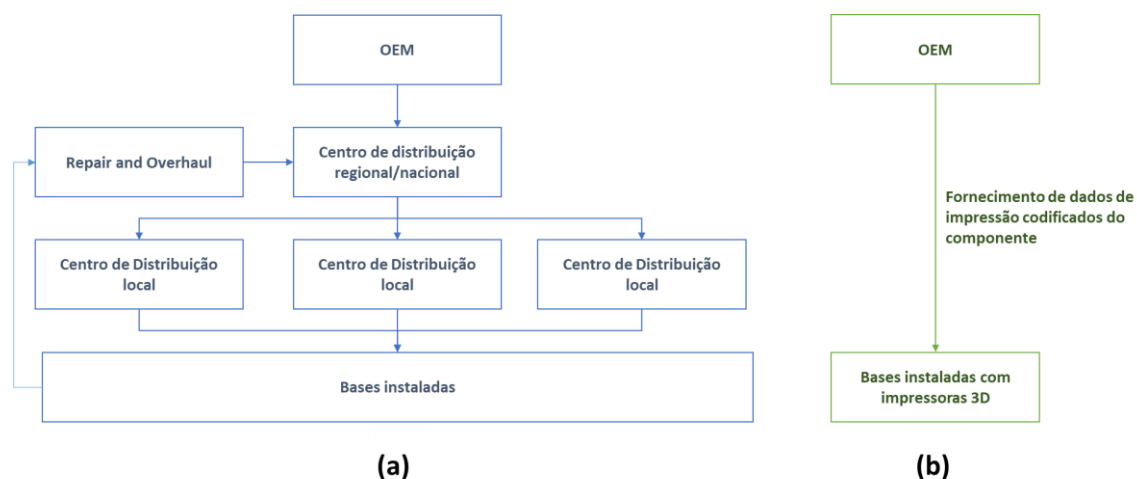 OEM
Repair and Overhaul
Centro de distribuição
regional/nacional
Centro de Distribuição
local
Centro de Distribuição
local
Centro de Distribuição
local
Bases instaladas
(a)
OEM
Fornecimento de dados de
impressão codificados do
componente
Bases instaladas com
impressoras 3D
(b)